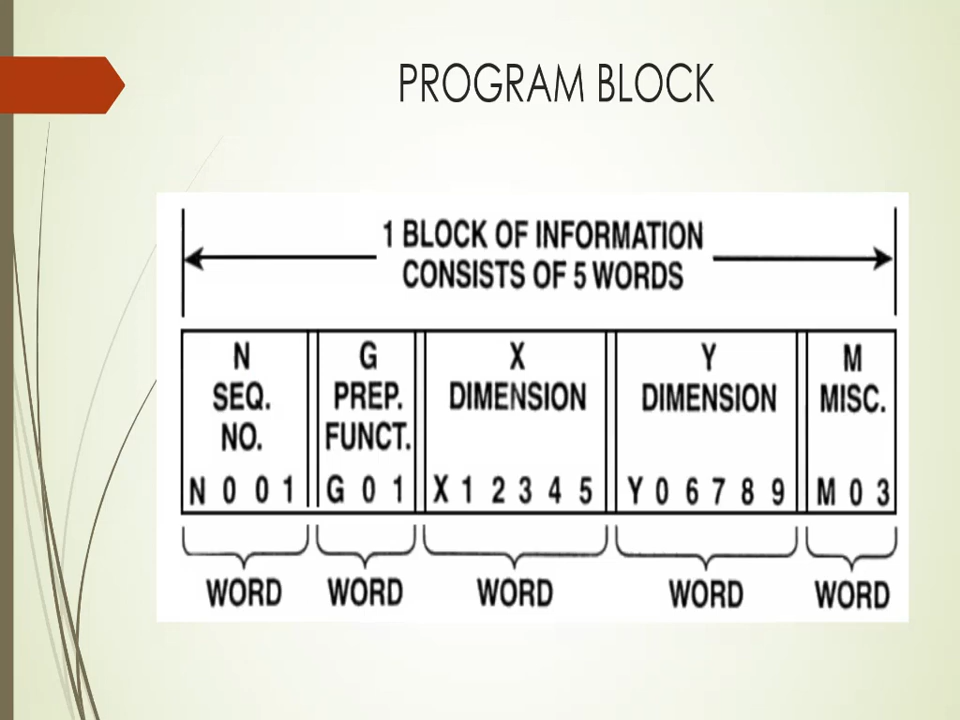 PROGRAM BLOCK
1 BLOCK OF INFORMATION
CONSISTS OF 5 WORDS
N
SEQ.
NO.
N 0 0 1
G
PREP.
FUNCT.
G 0 1
X
DIMENSION
X 1 2 3 4 5
Y
DIMENSION
Y 0 6 7 8 9
M
MISC.
M 0 3
WORD
WORD
WORD
WORD
WORD